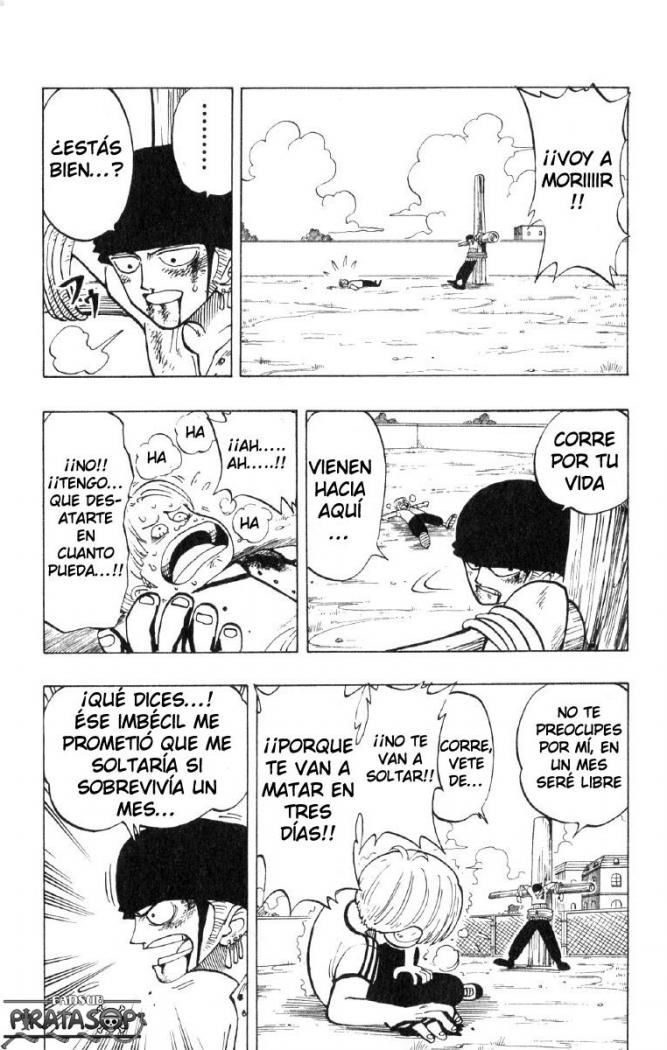 ¡¡VOY A
MORIIIIR
!!
........
¿ESTÁS
BIEN...?
フゥ
CORRE
POR TU
VIDA
VIENEN
HACIA
AQUÍ
...
¡¡AH.....
AH.....!!
HA
HA
HA
¡¡NO!!
¡¡TENGO...
QUE DES-
ATARTE
EN
CUANTO
PUEDA...!!
NO TE
PREOCUPES
POR MÍ, EN
UN MES
SERÉ LIBRE
CORRE,
VETE
DE...
¡¡NO TE
VAN A
SOLTAR!!
¡¡PORQUE
TE VAN A
MATAR EN
TRES
DÍAS!!
¡QUÉ DICES...!
ÉSE IMBÉCIL ME
PROMETIÓ QUE ME
SOLTARÍA SI
SOBREVIVÍA UN
MES...
FANSUB
PIRATASOP